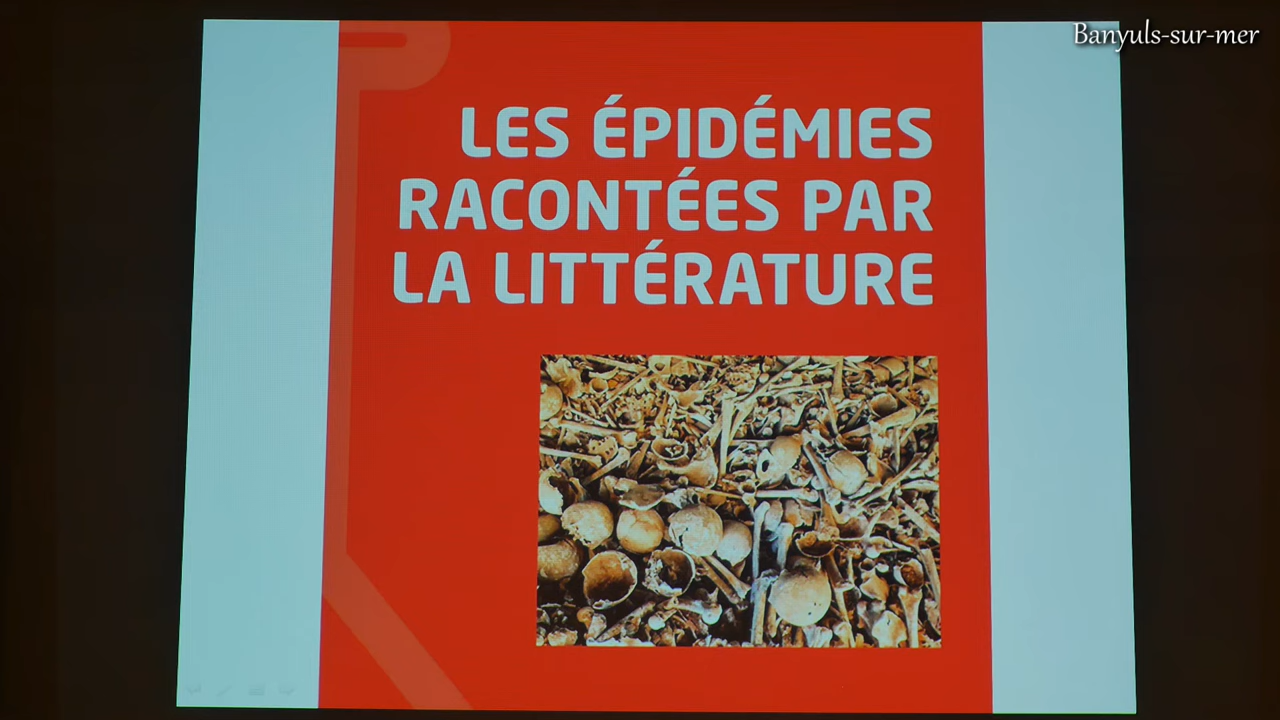 Banyuls-sur-mer
LES ÉPIDÉMIES
RACONTÉES PAR
LA LITTÉRATURE